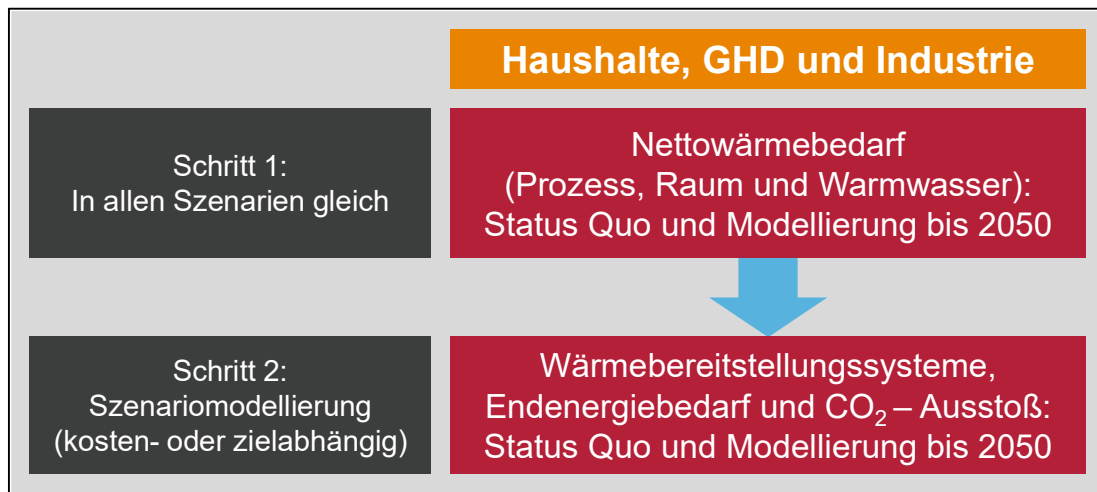 Haushalte, GHD und Industrie
Schritt 1:
In allen Szenarien gleich
Nettowärmebedarf
(Prozess, Raum und Warmwasser):
Status Quo und Modellierung bis 2050
Schritt 2:
Szenariomodellierung
(kosten- oder zielabhängig)
Wärmebereitstellungssysteme,
Endenergiebedarf und CO₂ – Ausstoß:
Status Quo und Modellierung bis 2050